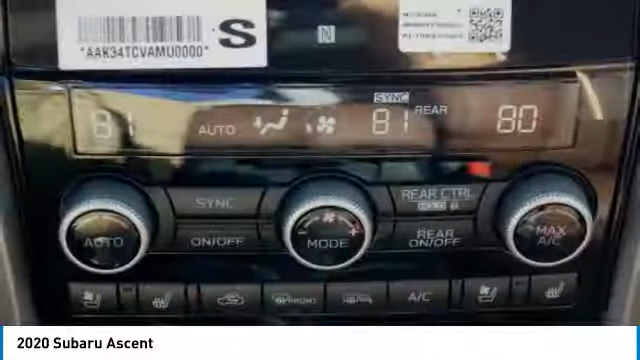 *AAK34TCVAMU0000*
S
N
SYNC
81 AUTO 81 REAR 80
SYNC
REAR CTRL
AUTO
ON/OFF
MODE
REAR
ON/OFF
MAX
A/C
FRONT
A/C
2020 Subaru Ascent